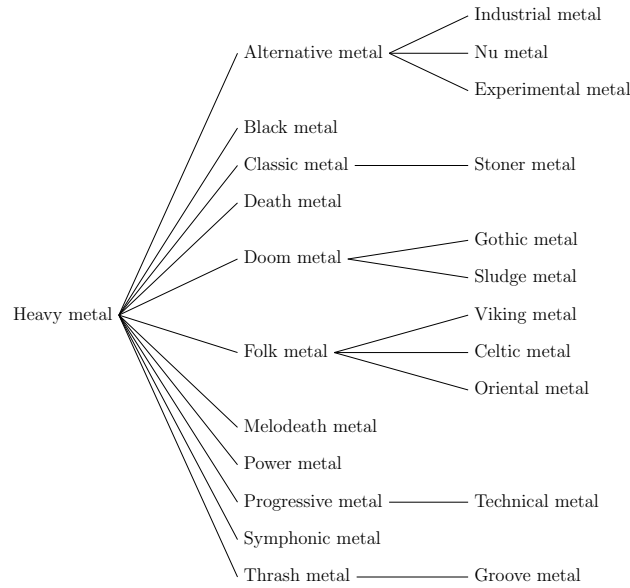 Industrial metal
Alternative metal
Nu metal
Experimental metal
Black metal
Classic metal
Stoner metal
Death metal
Gothic metal
Doom metal
Sludge metal
Heavy metal
Viking metal
Folk metal
Celtic metal
Oriental metal
Melodeath metal
Power metal
Progressive metal
Technical metal
Symphonic metal
Thrash metal
Groove metal